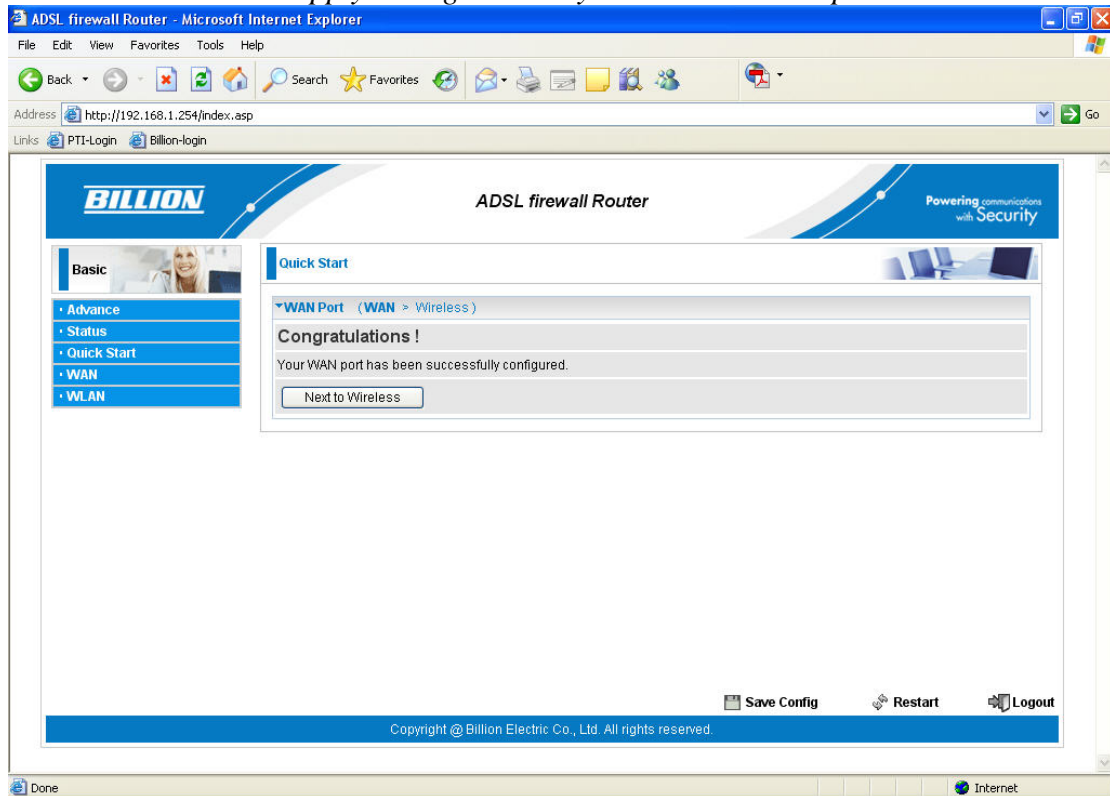 ADSL firewall Router - Microsoft Internet Explorer
File Edit View Favorites Tools Help
Back Search Favorites
Address http://192.168.1.254/index.asp Go
Links PTI-Login Billion-login
BILLION
ADSL firewall Router
Powering communications
with Security
Basic
Quick Start
• Advance
• Status
• Quick Start
• WAN
• WLAN
WAN Port (WAN > Wireless)
Congratulations !
Your WAN port has been successfully configured.
Next to Wireless
Save Config Restart Logout
Copyright @ Billion Electric Co., Ltd. All rights reserved.
Done Internet